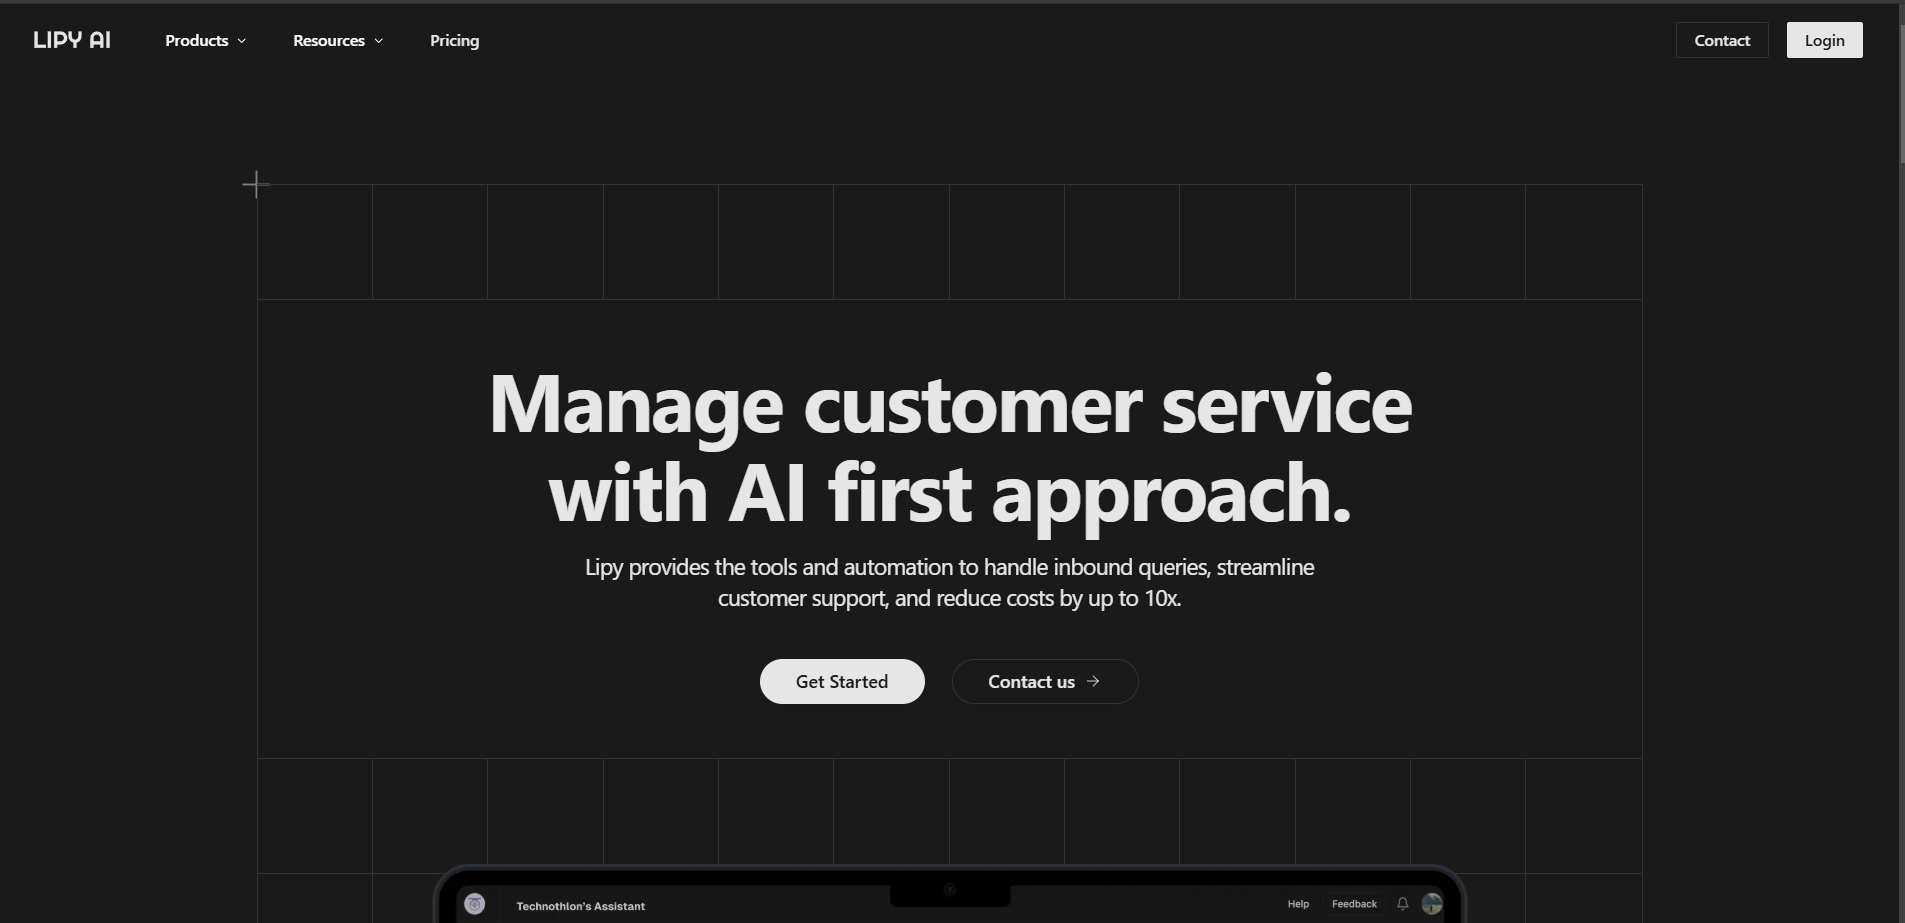 LIPY AI
Products
Resources
Pricing
Contact
Login
Manage customer service
with AI first approach.
Lipy provides the tools and automation to handle inbound queries, streamline
customer support, and reduce costs by up to 10x.
Get Started
Contact us
Technothlon's Assistant
Help
Feedback